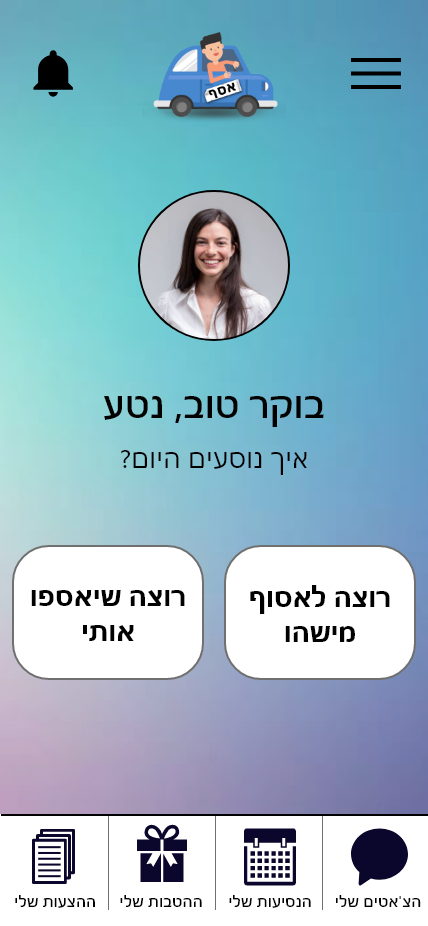 אסף
בוקר טוב, נטע
איך נוסעים היום?
רוצה לאסוף
מישהו
רוצה שיאספו
אותי
הצ'אטים שלי
הנסיעות שלי
ההטבות שלי
ההצעות שלי